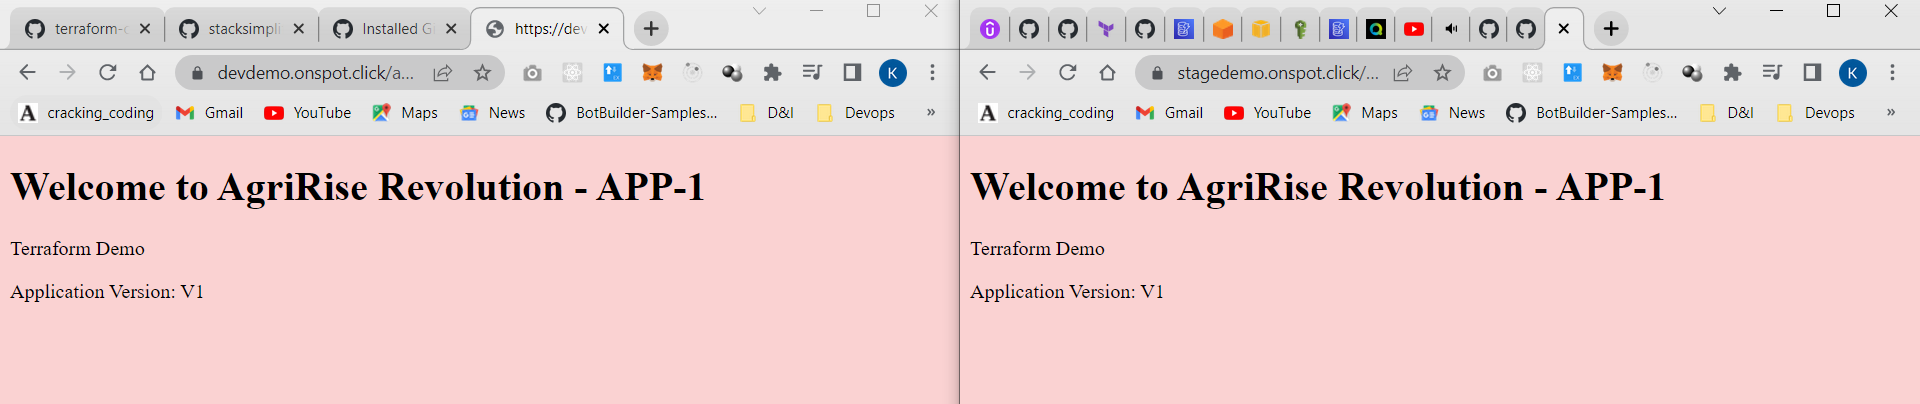 terraform-c
stacksimpli
Installed G
https://dev
devdemo.onspot.click/a...
K
cracking_coding
Gmail
YouTube
Maps
News
BotBuilder-Samples...
D&I
Devops
»
Welcome to AgriRise Revolution - APP-1
Terraform Demo
Application Version: V1
stagedemo.onspot.click/...
K
cracking_coding
Gmail
YouTube
Maps
News
BotBuilder-Samples...
D&I
Devops
»
Welcome to AgriRise Revolution - APP-1
Terraform Demo
Application Version: V1